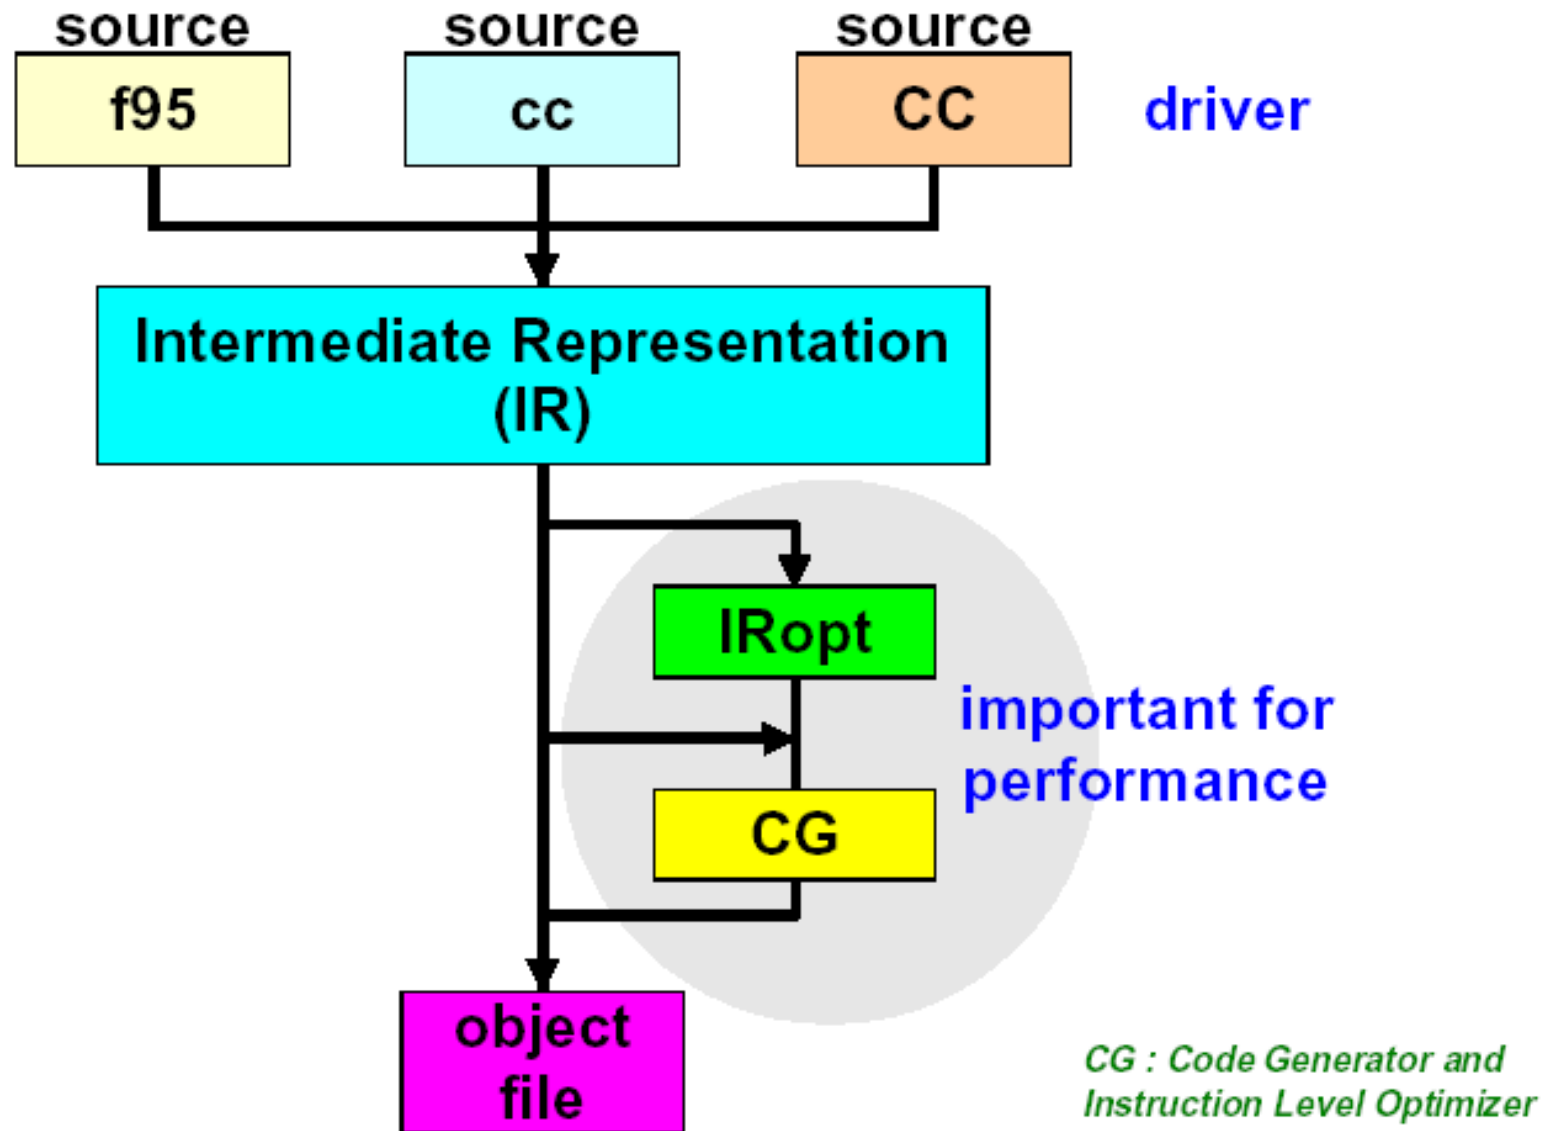 source
source
source
f95
cc
CC
driver
Intermediate Representation
(IR)
IRopt
important for
performance
CG
object
file
CG : Code Generator and
Instruction Level Optimizer